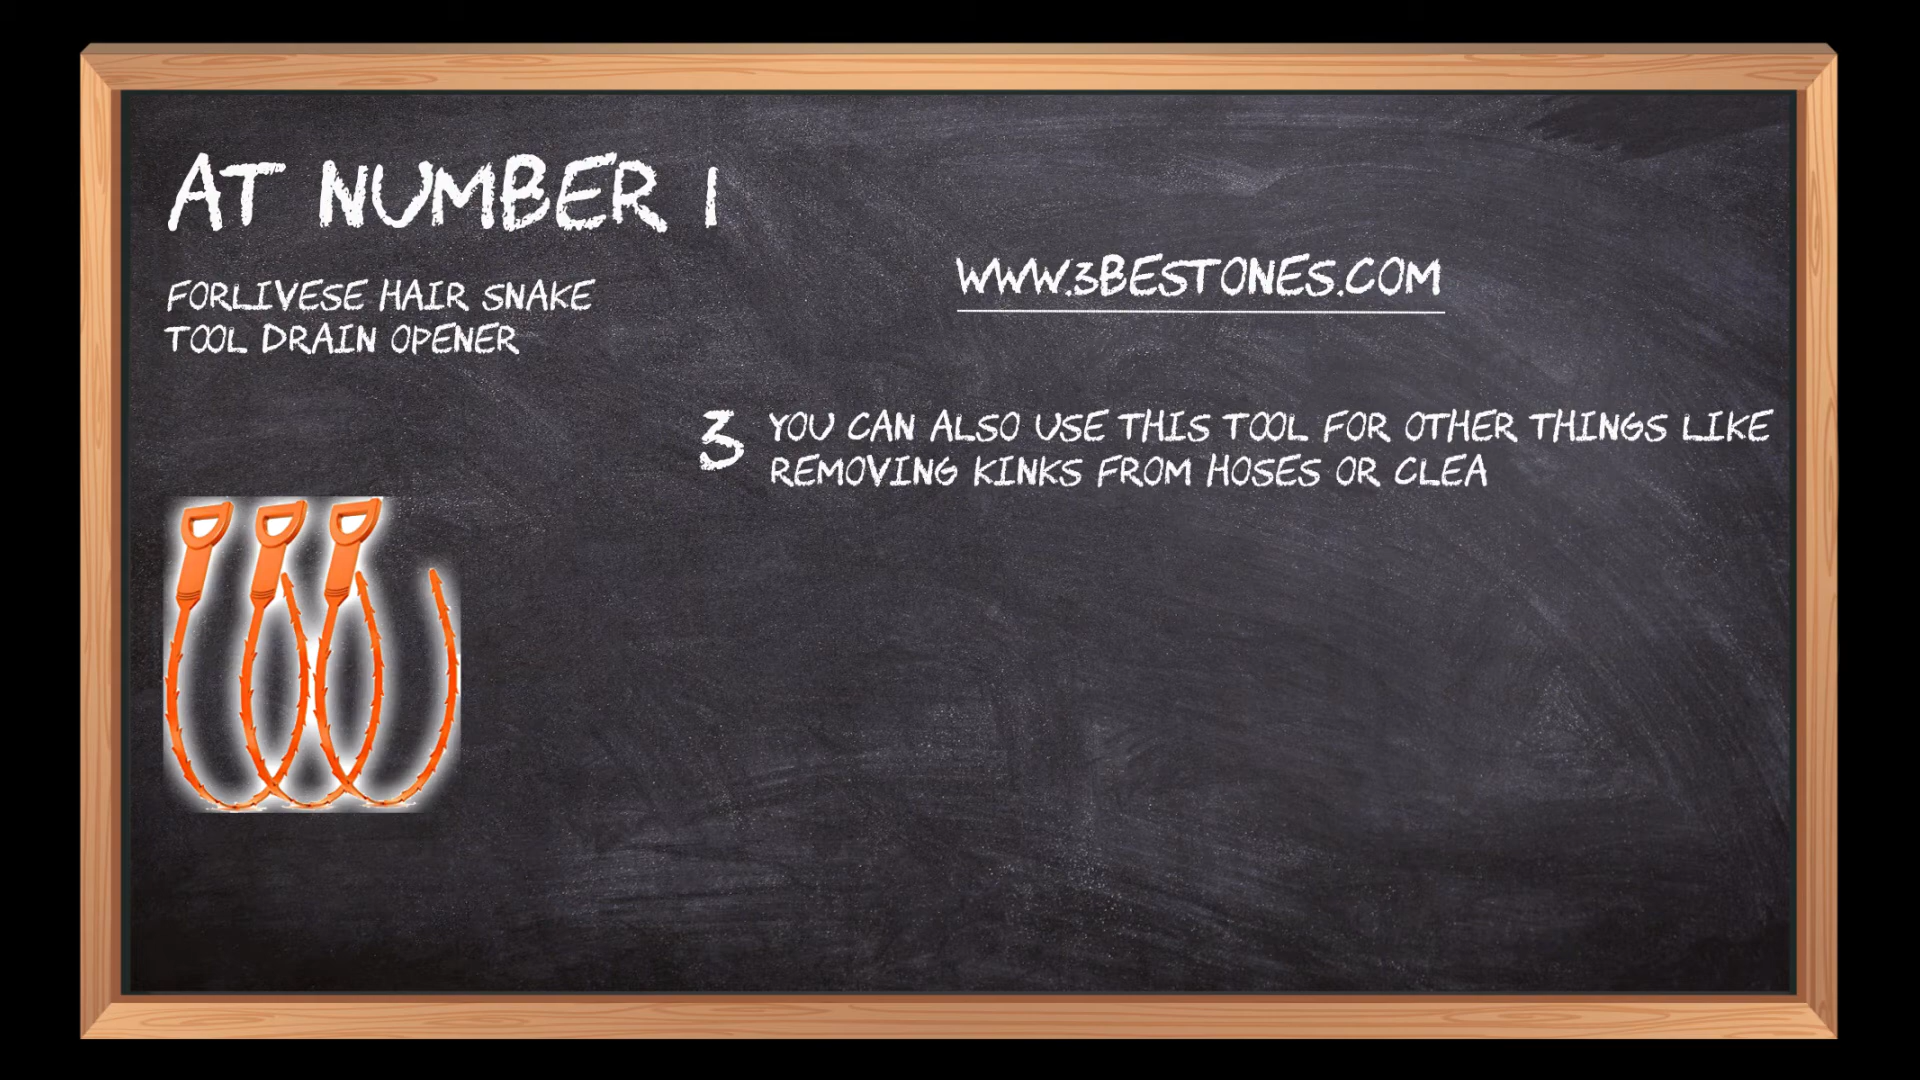 AT NUMBER 1
FORLIVESE HAIR SNAKE
TOOL DRAIN OPENER
WWW.3BESTONES.COM
3 YOU CAN ALSO USE THIS TOOL FOR OTHER THINGS LIKE
REMOVING KINKS FROM HOSES OR CLEA